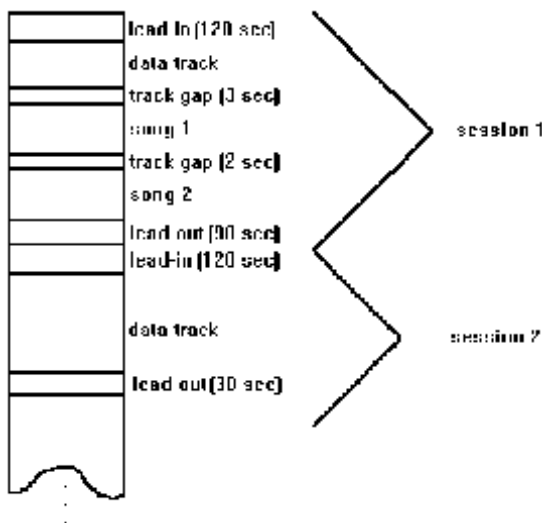 lead in (120 sec)
data track
track gap (3 sec)
song 1
track gap (2 sec)
song 2
lead out (90 sec)
lead-in (120 sec)
data track
lead out (30 sec)
session 1
session 2